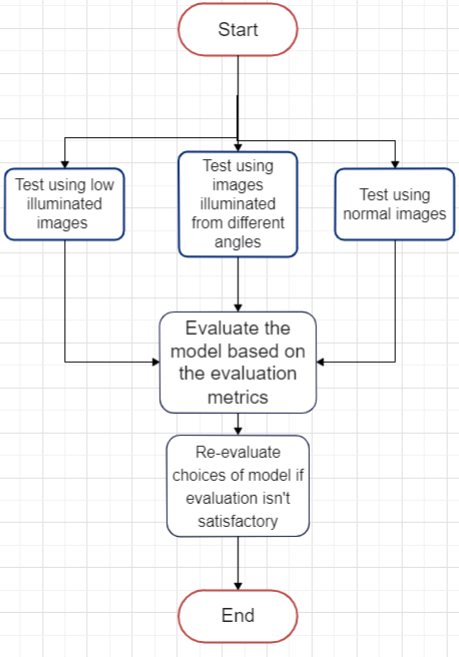 Start
Test using low
illuminated
images
Test using
images
illuminated
from different
angles
Test using
normal images
Evaluate the
model based on
the evaluation
metrics
Re-evaluate
choices of model if
evaluation isn't
satisfactory
End